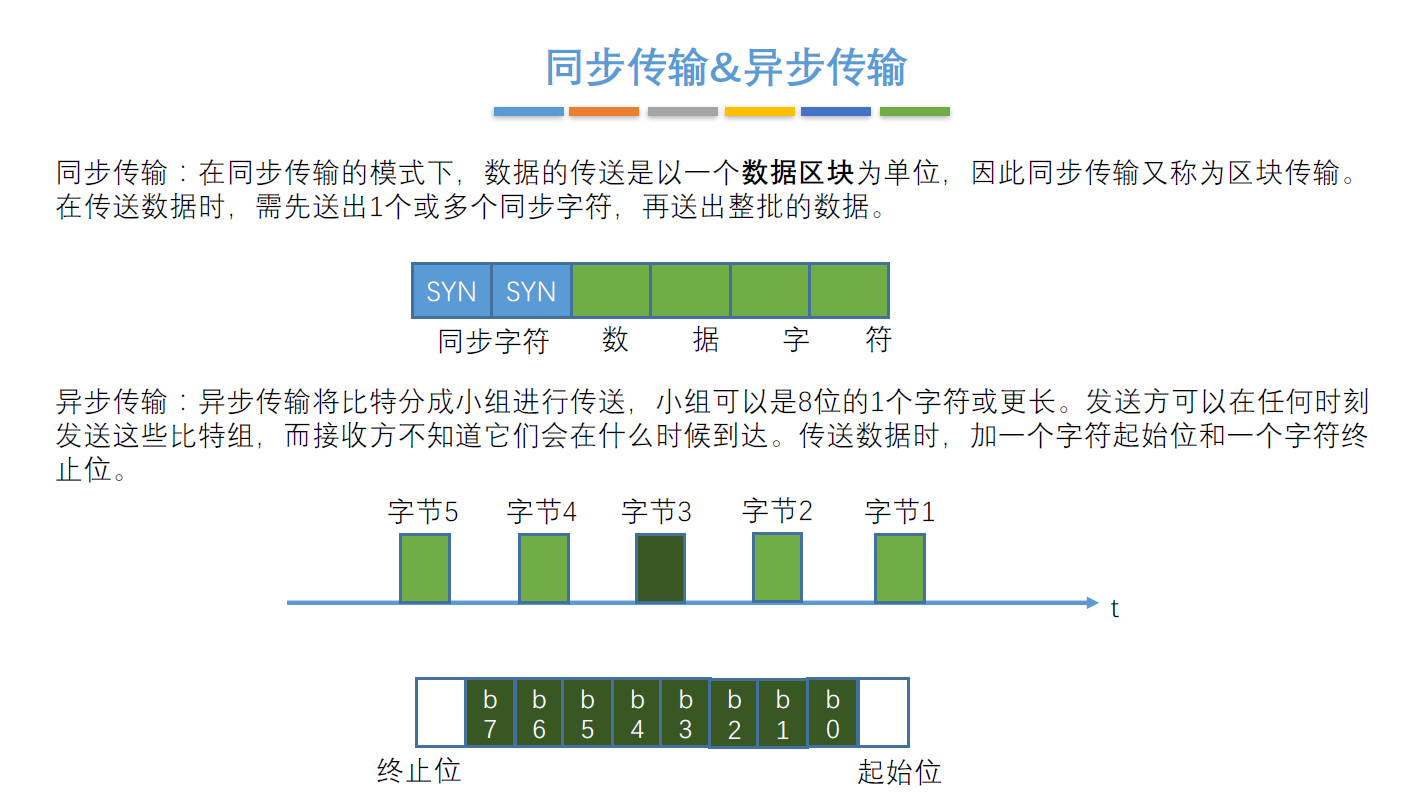 同步传输&异步传输
同步传输：在同步传输的模式下，数据的传送是以一个数据区块为单位，因此同步传输又称为区块传输。
在传送数据时，需先送出1个或多个同步字符，再送出整批的数据。
SYN SYN
同步字符 数 据 字 符
异步传输：异步传输将比特分成小组进行传送，小组可以是8位的1个字符或更长。发送方可以在任何时刻
发送这些比特组，而接收方不知道它们会在什么时候到达。传送数据时，加一个字符起始位和一个字符终
止位。
字节5 字节4 字节3 字节2 字节1
t
b b b b b b b b
7 6 5 4 3 2 1 0
终止位 起始位